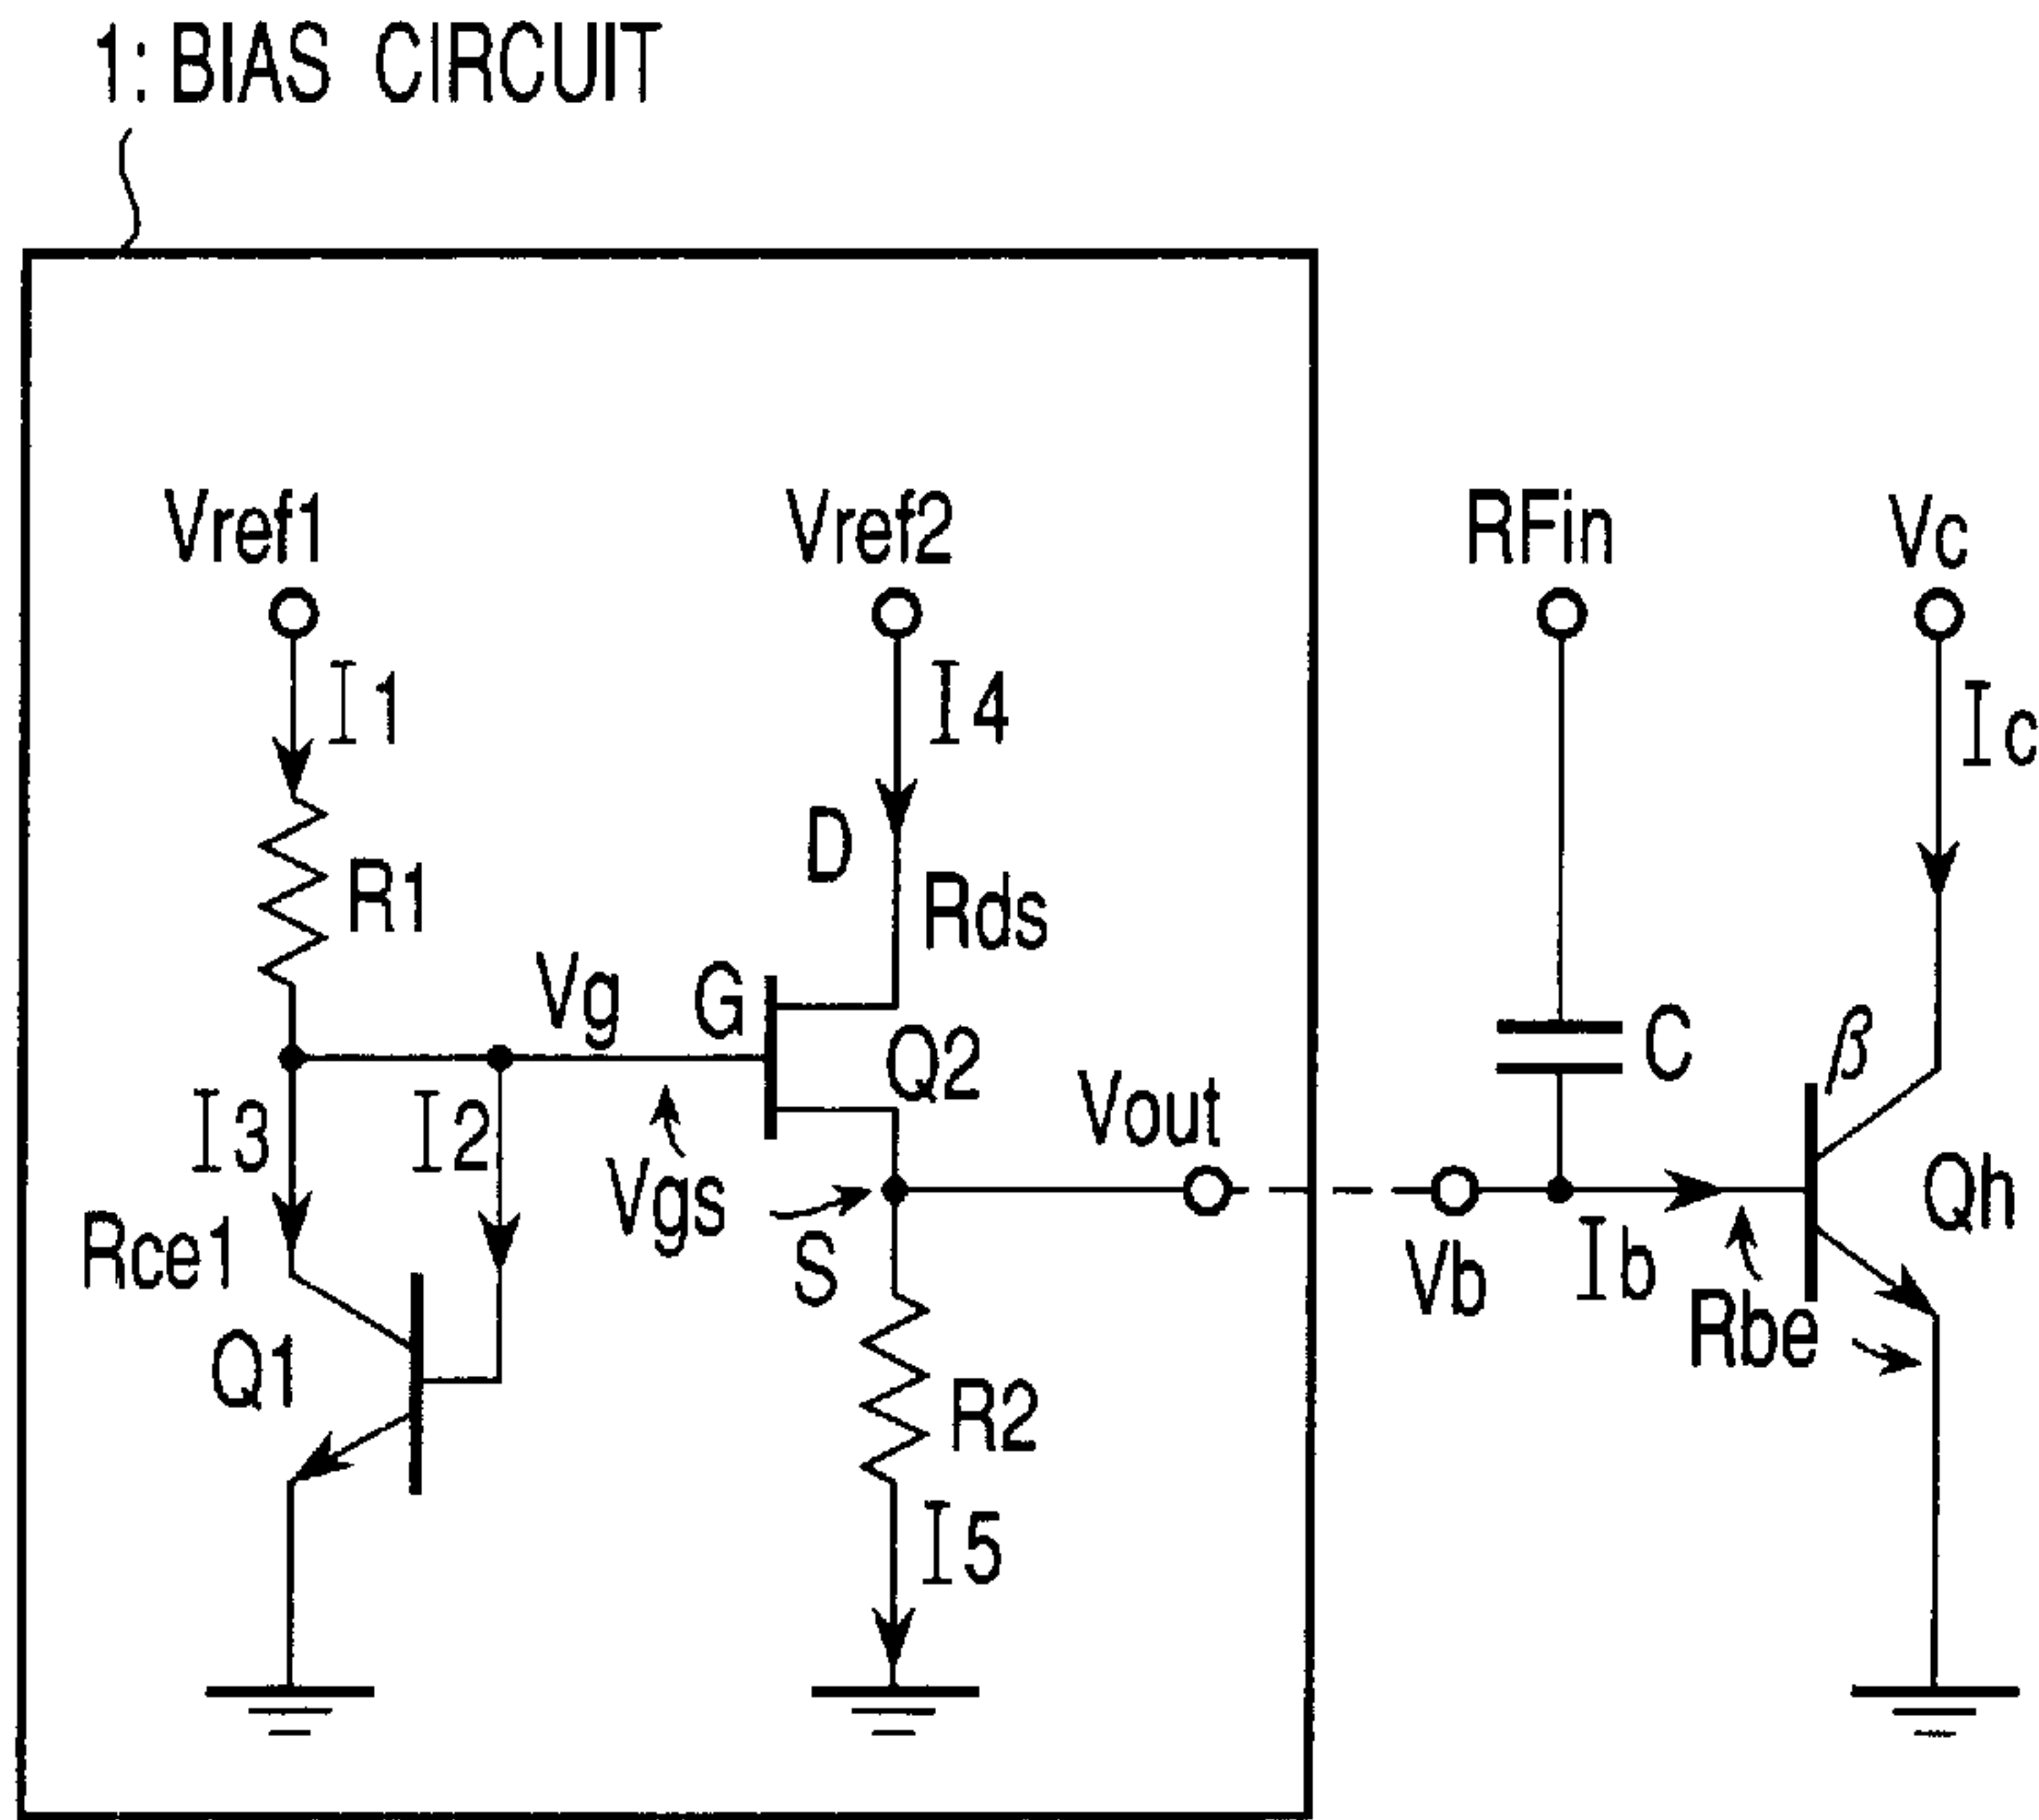 1: BIAS CIRCUIT
Vref1
Vref2
RFin
Vc
I1
I4
Ic
D
R1
Rds
Vg
G
Q2
C
β
I3
I2
Vgs
Vout
Qh
Rce1
S
Vb
Ib
Rbe
Q1
R2
I5